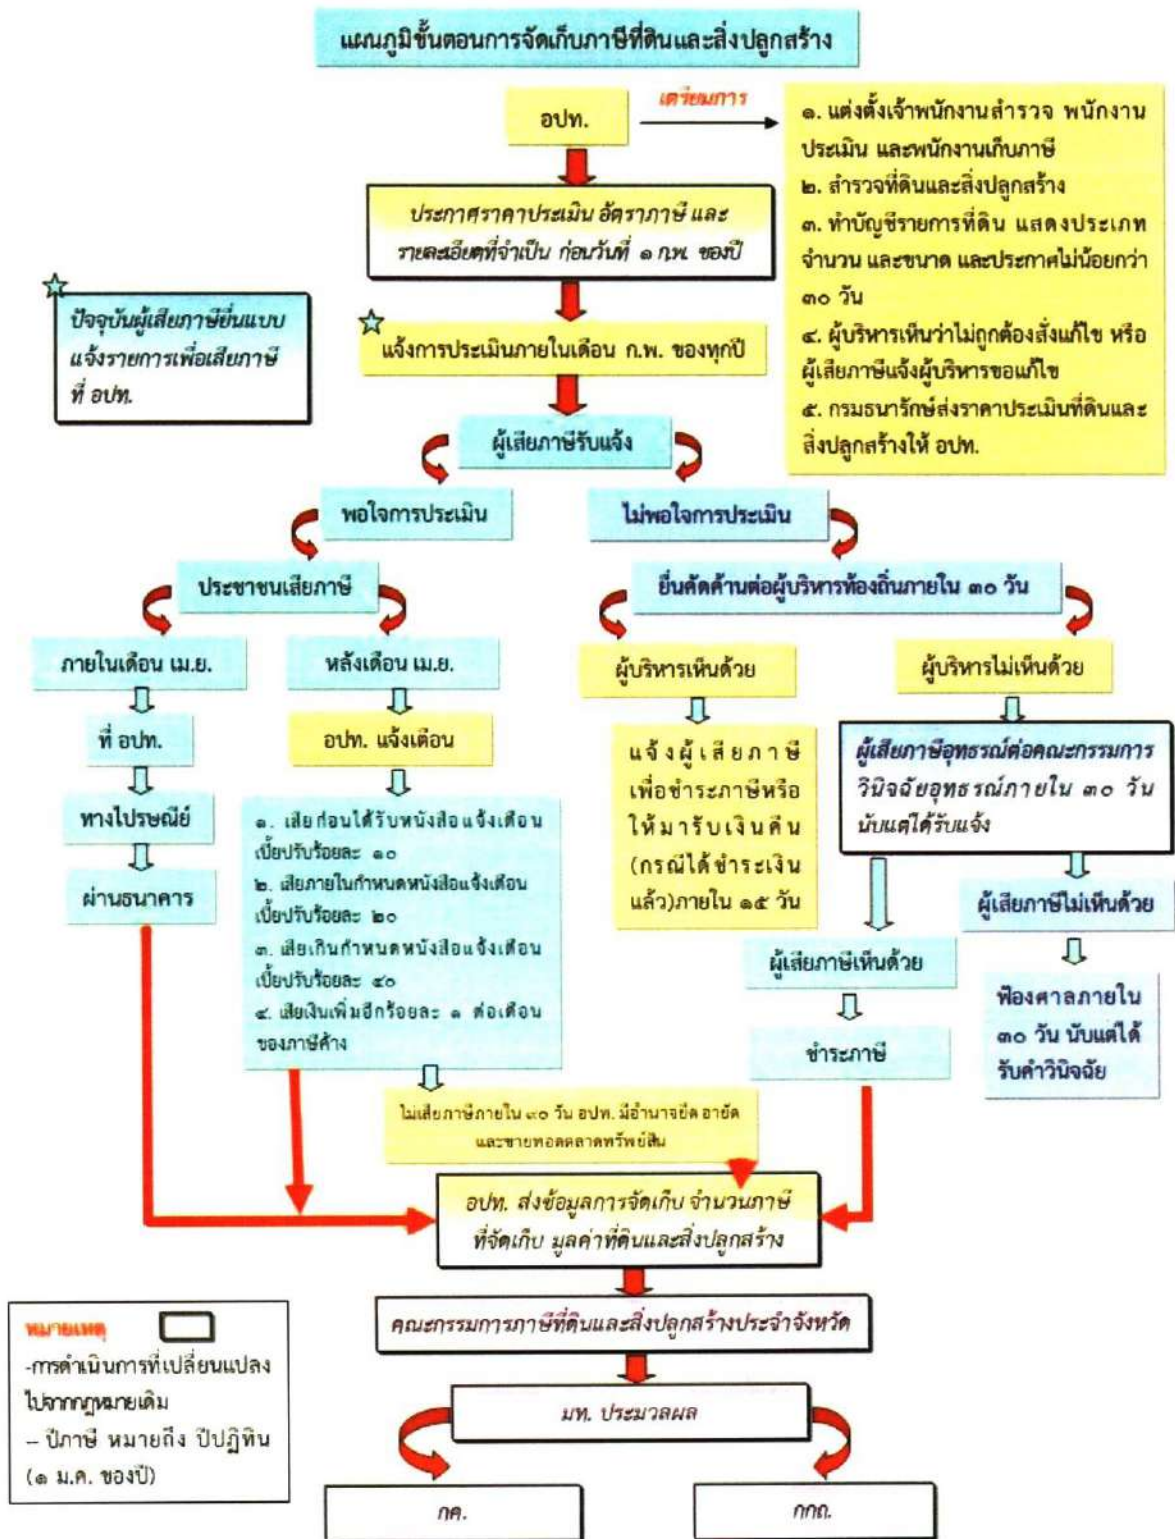 แผนภูมิขั้นตอนการจัดเก็บภาษีที่ดินและสิ่งปลูกสร้าง
อปท.
เตรียมการ
๑. แต่งตั้งเจ้าพนักงานสำรวจ พนักงาน
ประเมิน และพนักงานเก็บภาษี
๒. สำรวจที่ดินและสิ่งปลูกสร้าง
๓. ทำบัญชีรายการที่ดิน แสดงประเภท
จำนวน และขนาด และประกาศไม่น้อยกว่า
๓๐ วัน
๔. ผู้บริหารเห็นว่าไม่ถูกต้องสั่งแก้ไข หรือ
ผู้เสียภาษีแจ้งผู้บริหารขอแก้ไข
๕. กรมธนารักษ์ส่งราคาประเมินที่ดินและ
สิ่งปลูกสร้างให้ อปท.
ประกาศราคาประเมิน อัตราภาษี และ
รายละเอียดที่จำเป็น ก่อนวันที่ ๑ ก.พ. ของปี
ปัจจุบันผู้เสียภาษียื่นแบบ
แจ้งรายการเพื่อเสียภาษี
ที่ อปท.
แจ้งการประเมินภายในเดือน ก.พ. ของทุกปี
ผู้เสียภาษีรับแจ้ง
พอใจการประเมิน
ไม่พอใจการประเมิน
ประชาชนเสียภาษี
ยื่นคัดค้านต่อผู้บริหารท้องถิ่นภายใน ๓๐ วัน
ภายในเดือน เม.ย.
หลังเดือน เม.ย.
ผู้บริหารเห็นด้วย
ผู้บริหารไม่เห็นด้วย
ที่ อปท.
อปท. แจ้งเตือน
แจ้งผู้เสียภาษี
เพื่อชำระภาษีหรือ
ให้มารับเงินคืน
(กรณีได้ชำระเงิน
แล้ว)ภายใน ๑๕ วัน
ผู้เสียภาษีอุทธรณ์ต่อคณะกรรมการ
วินิจฉัยอุทธรณ์ภายใน ๓๐ วัน
นับแต่ได้รับแจ้ง
ทางไปรษณีย์
ผ่านธนาคาร
๑. เสียก่อนได้รับหนังสือแจ้งเตือน
เบี้ยปรับร้อยละ ๑๐
๒. เสียภายในกำหนดหนังสือแจ้งเตือน
เบี้ยปรับร้อยละ ๒๐
๓. เสียเกินกำหนดหนังสือแจ้งเตือน
เบี้ยปรับร้อยละ ๔๐
๔. เสียเงินเพิ่มอีกร้อยละ ๑ ต่อเดือน
ของภาษีค้าง
ผู้เสียภาษีไม่เห็นด้วย
ผู้เสียภาษีเห็นด้วย
ฟ้องศาลภายใน
๓๐ วัน นับแต่ได้
รับคำวินิจฉัย
ชำระภาษี
ไม่เสียภาษีภายใน ๙๐ วัน อปท. มีอำนาจยึด อายัด
และขายทอดตลาดทรัพย์สิน
อปท. ส่งข้อมูลการจัดเก็บ จำนวนภาษี
ที่จัดเก็บ มูลค่าที่ดินและสิ่งปลูกสร้าง
คณะกรรมการภาษีที่ดินและสิ่งปลูกสร้างประจำจังหวัด
หมายเหตุ
-การดำเนินการที่เปลี่ยนแปลง
ไปจากกฎหมายเดิม
– ปีภาษี หมายถึง ปีปฏิทิน
(๑ ม.ค. ของปี)
มท. ประมวลผล
กค.
กกถ.